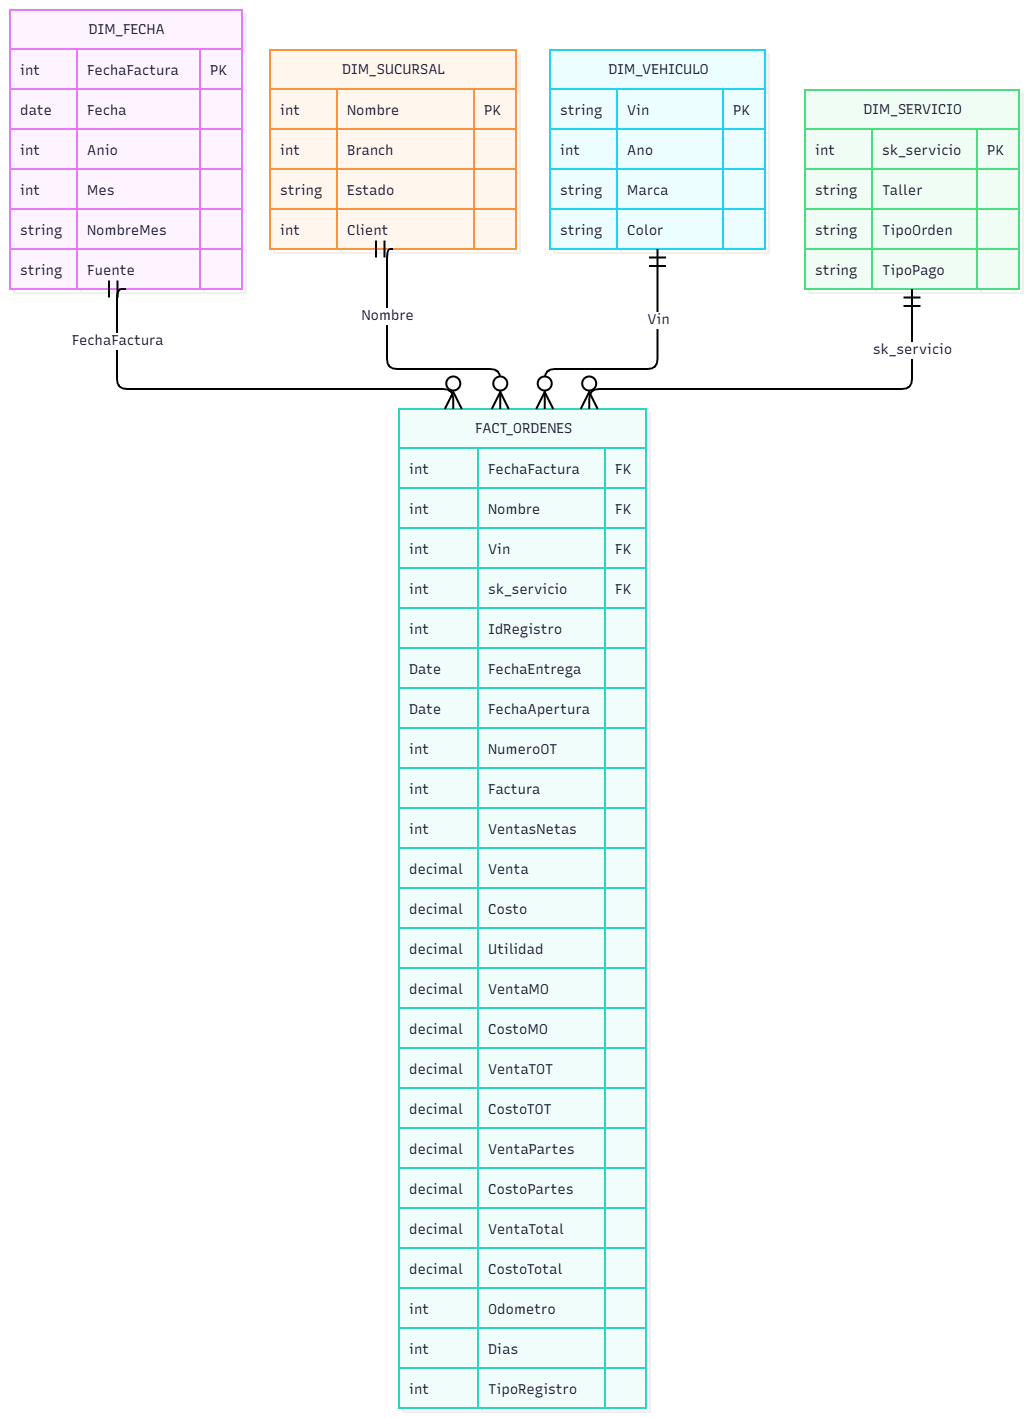 DIM_FECHA
int FechaFactura PK
date Fecha
int Anio
int Mes
string NombreMes
string Fuente
DIM_SUCURSAL
int Nombre PK
int Branch
string Estado
int Client
DIM_VEHICULO
string Vin PK
int Ano
string Marca
string Color
DIM_SERVICIO
int sk_servicio PK
string Taller
string TipoOrden
string TipoPago
FechaFactura
Nombre
Vin
sk_servicio
FACT_ORDENES
int FechaFactura FK
int Nombre FK
int Vin FK
int sk_servicio FK
int IdRegistro
Date FechaEntrega
Date FechaApertura
int NumeroOT
int Factura
int VentasNetas
decimal Venta
decimal Costo
decimal Utilidad
decimal VentaMO
decimal CostoMO
decimal VentaTOT
decimal CostoTOT
decimal VentaPartes
decimal CostoPartes
decimal VentaTotal
decimal CostoTotal
int Odometro
int Dias
int TipoRegistro